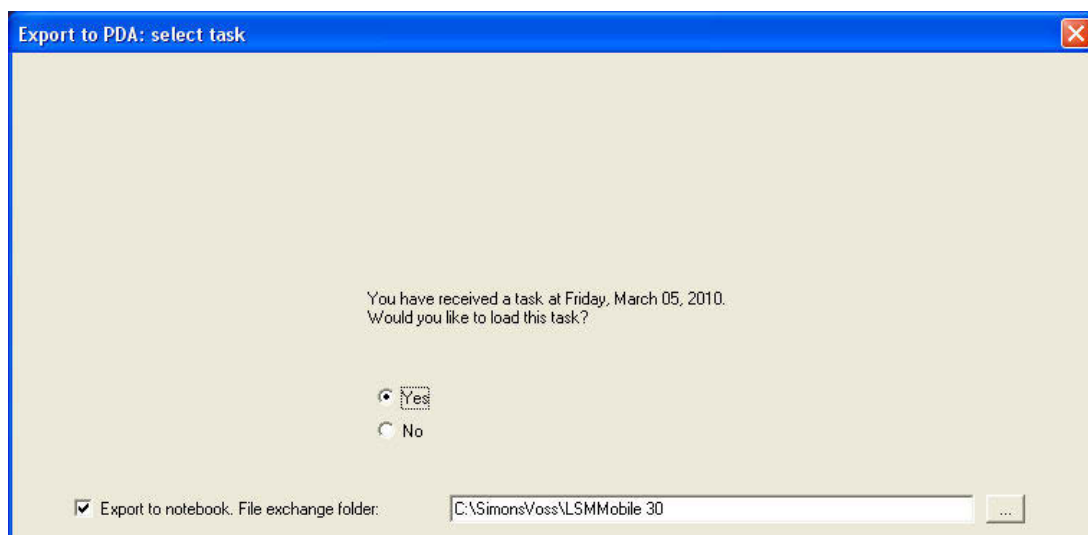 Export to PDA: select task
You have received a task at Friday, March 05, 2010.
Would you like to load this task?
Yes
No
Export to notebook. File exchange folder:
C:\SimonsVoss\LSMMobile 30
...